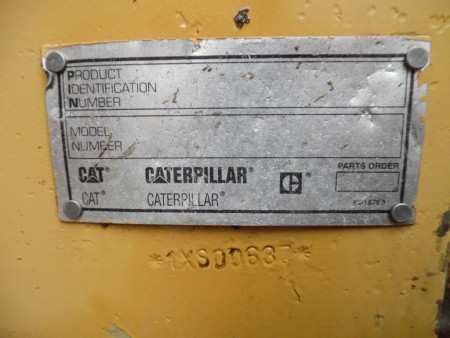 PRODUCT
IDENTIFICATION
NUMBER
MODEL
NUMBER
PARTS ORDER
CAT® CATERPILLAR® C®
CAT® CATERPILLAR®
*1XS00637*